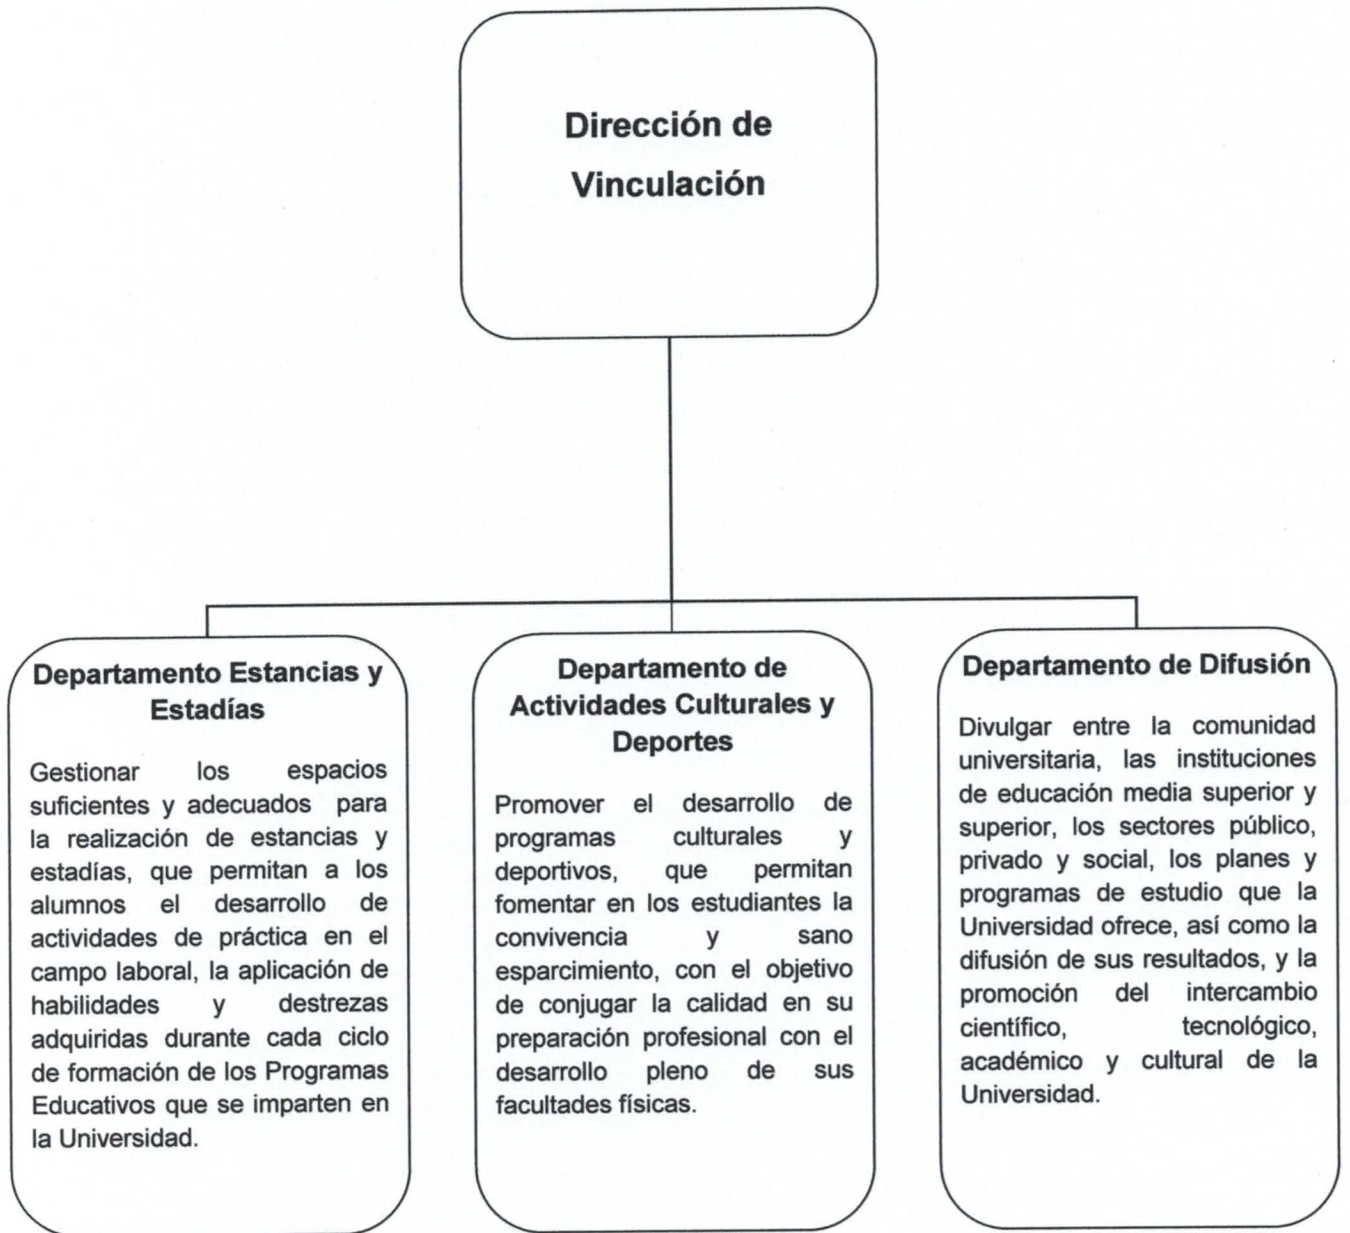 Dirección de
Vinculación
Departamento Estancias y
Estadías
Gestionar los espacios
suficientes y adecuados para
la realización de estancias y
estadías, que permitan a los
alumnos el desarrollo de
actividades de práctica en el
campo laboral, la aplicación de
habilidades y destrezas
adquiridas durante cada ciclo
de formación de los Programas
Educativos que se imparten en
la Universidad.
Departamento de
Actividades Culturales y
Deportes
Promover el desarrollo de
programas culturales y
deportivos, que permitan
fomentar en los estudiantes la
convivencia y sano
esparcimiento, con el objetivo
de conjugar la calidad en su
preparación profesional con el
desarrollo pleno de sus
facultades físicas.
Departamento de Difusión
Divulgar entre la comunidad
universitaria, las instituciones
de educación media superior y
superior, los sectores público,
privado y social, los planes y
programas de estudio que la
Universidad ofrece, así como la
difusión de sus resultados, y la
promoción del intercambio
científico, tecnológico,
académico y cultural de la
Universidad.